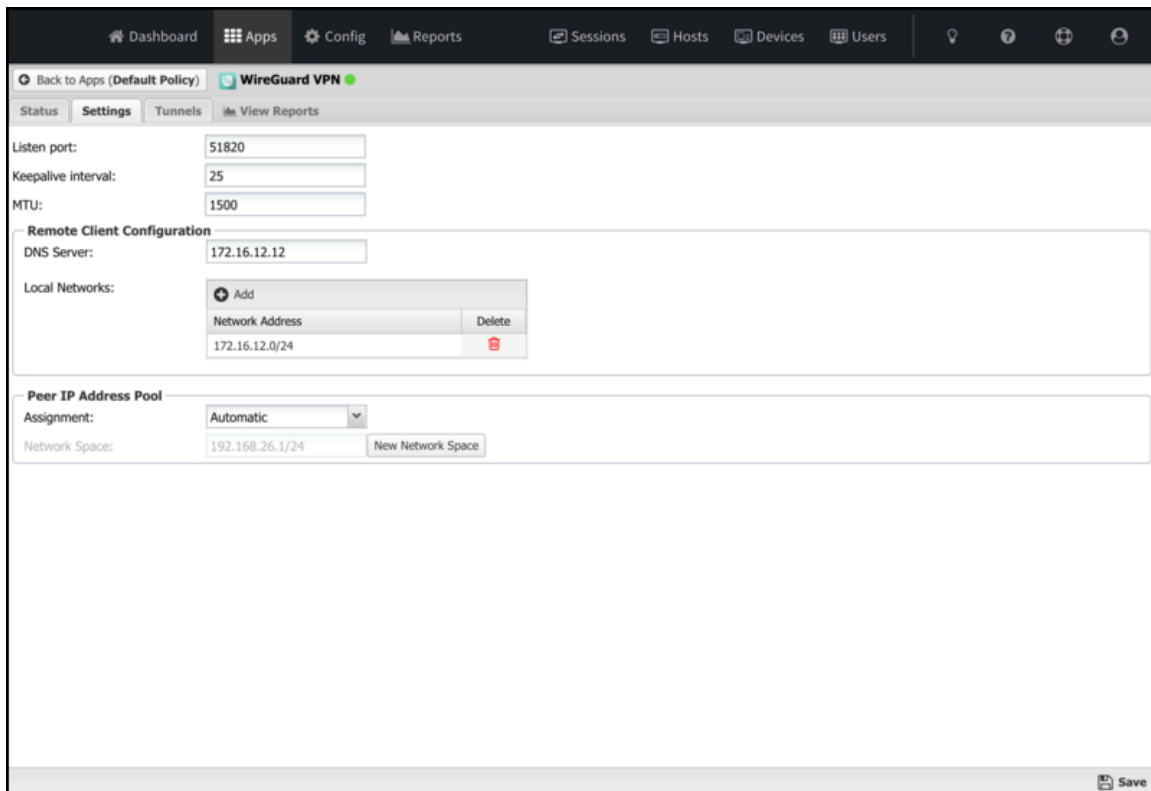 Dashboard Apps Config Reports Sessions Hosts Devices Users
Back to Apps (Default Policy) WireGuard VPN
Status Settings Tunnels View Reports
Listen port: 51820
Keepalive interval: 25
MTU: 1500
Remote Client Configuration
DNS Server: 172.16.12.12
Local Networks: Add
Network Address Delete
172.16.12.0/24
Peer IP Address Pool
Assignment: Automatic
Network Space: 192.168.26.1/24 New Network Space
Save